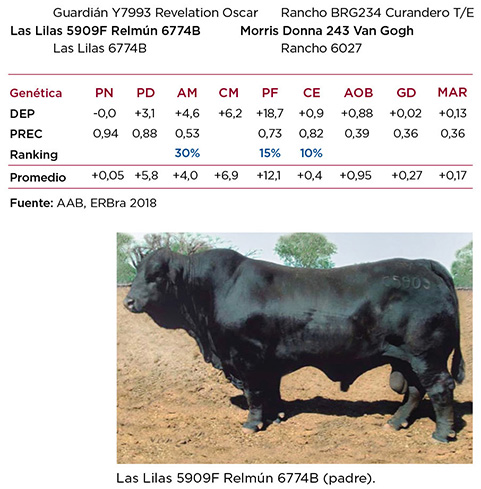 Guardián Y7993 Revelation Oscar Rancho BRG234 Curandero T/E
Las Lilas 5909F Relmún 6774B Morris Donna 243 Van Gogh
Las Lilas 6774B Rancho 6027
Genética PN PD AM CM PF CE AOB GD MAR
DEP -0,0 +3,1 +4,6 +6,2 +18,7 +0,9 +0,88 +0,02 +0,13
PREC 0,94 0,88 0,53 0,73 0,82 0,39 0,36 0,36
Ranking 30% 15% 10%
Promedio +0,05 +5,8 +4,0 +6,9 +12,1 +0,4 +0,95 +0,27 +0,17
Fuente: AAB, ERBra 2018
Las Lilas 5909F Relmún 6774B (padre).